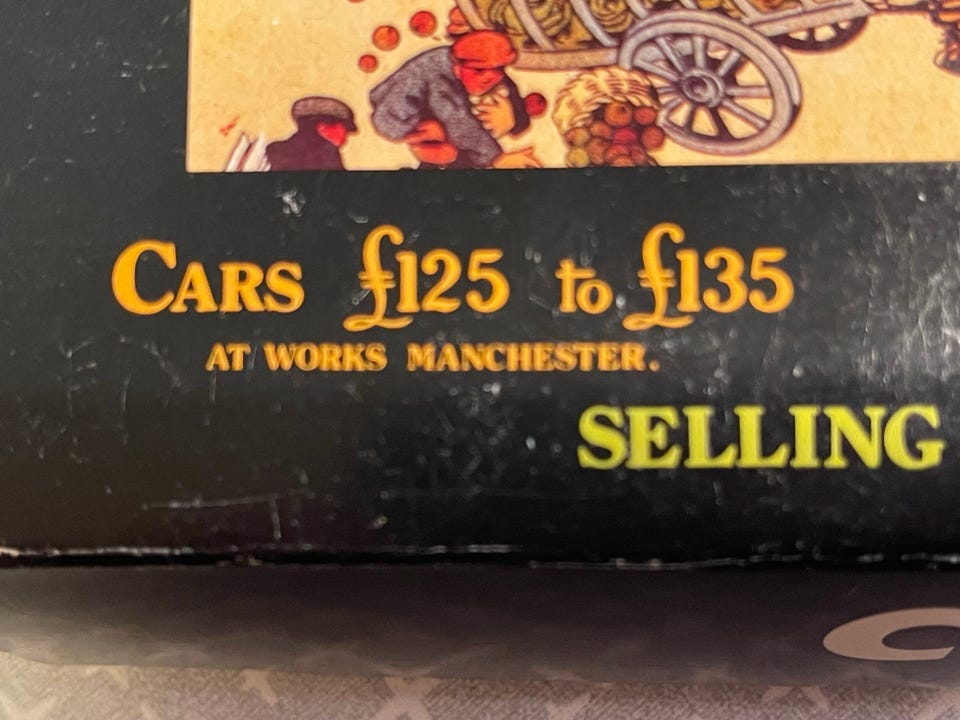 CARS £125 to £135
AT WORKS MANCHESTER.
SELLING